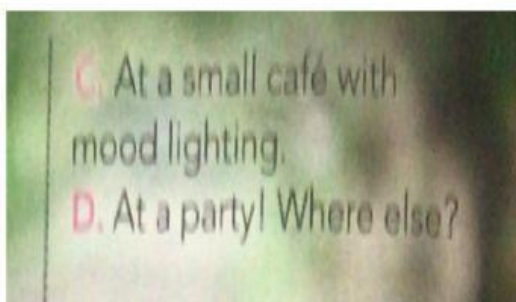 C. At a small café with
mood lighting.
D. At a party! Where else?